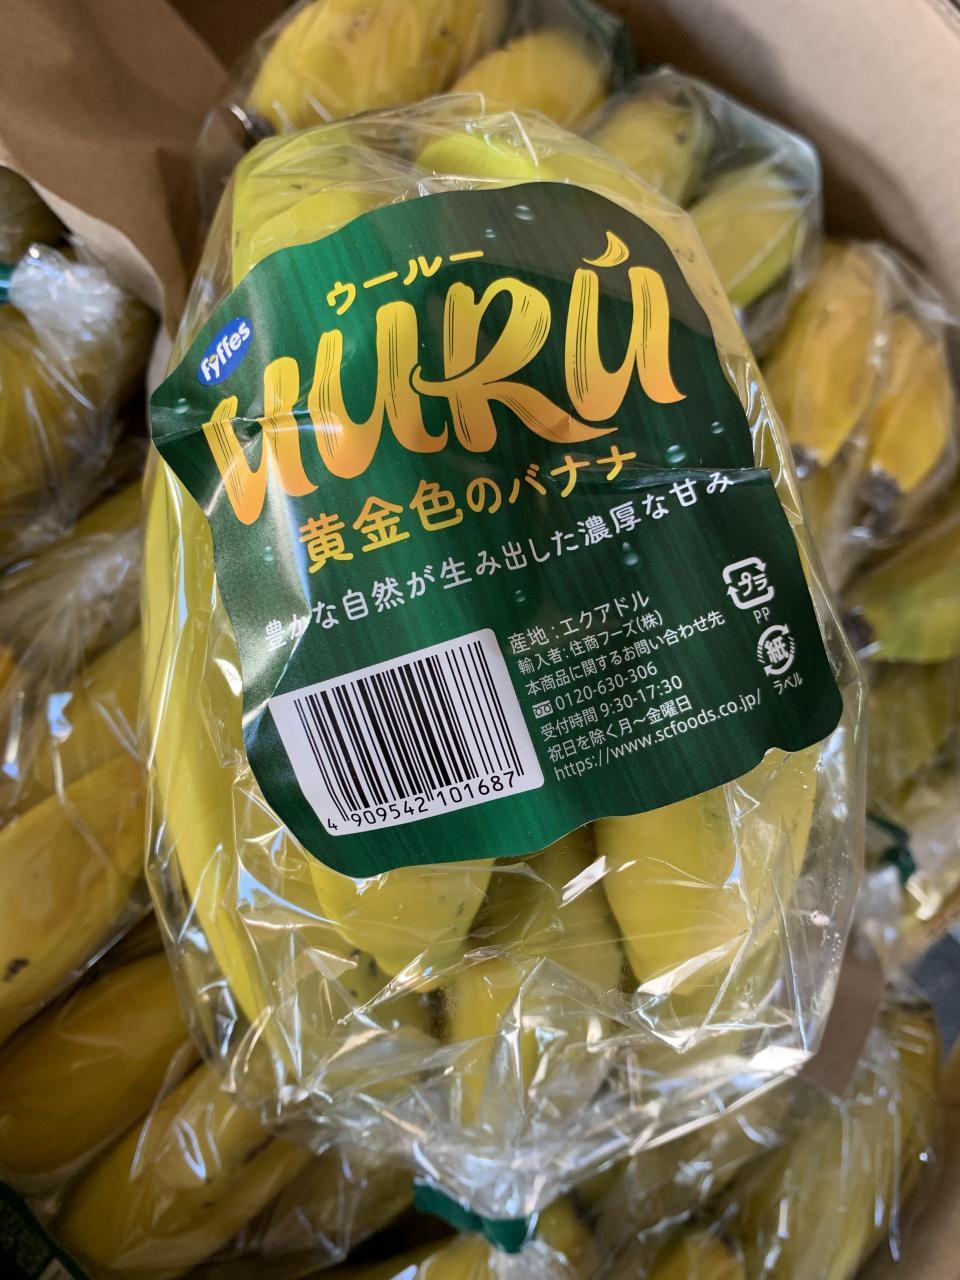 ウールー
fyffes
UURÚ
黄金色のバナナ
豊かな自然が生み出した濃厚な甘み
産地:エクアドル
輸入者:住商フーズ(株)
本商品に関するお問い合わせ先
0120-630-306
受付時間 9:30-17:30
祝日を除く月〜金曜日
https://www.scfoods.co.jp/
プラ
PP
紙
ラベル
4 909542 101687